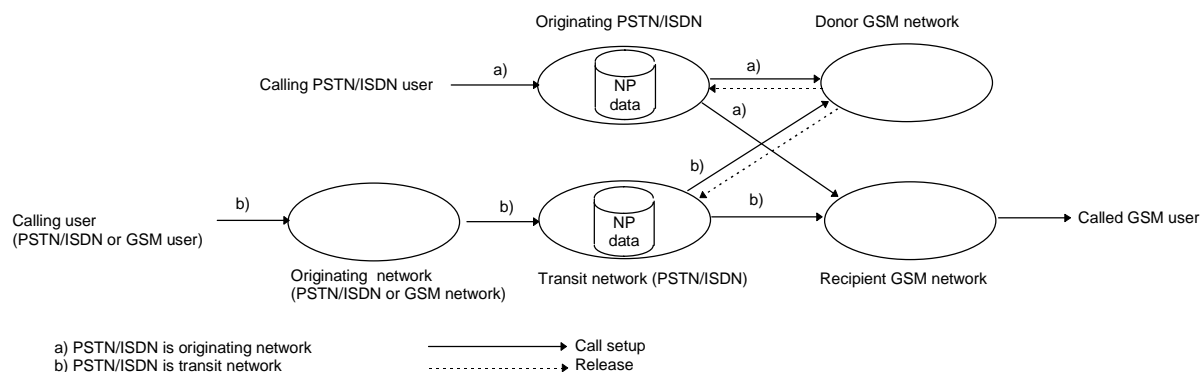 Originating PSTN/ISDN
Donor GSM network
Calling PSTN/ISDN user
a)
NP
data
a)
a)
b)
Calling user
(PSTN/ISDN or GSM user)
b)
b)
NP
data
b)
Called GSM user
Originating network
(PSTN/ISDN or GSM network)
Transit network (PSTN/ISDN)
Recipient GSM network
a) PSTN/ISDN is originating network
Call setup
b) PSTN/ISDN is transit network
Release